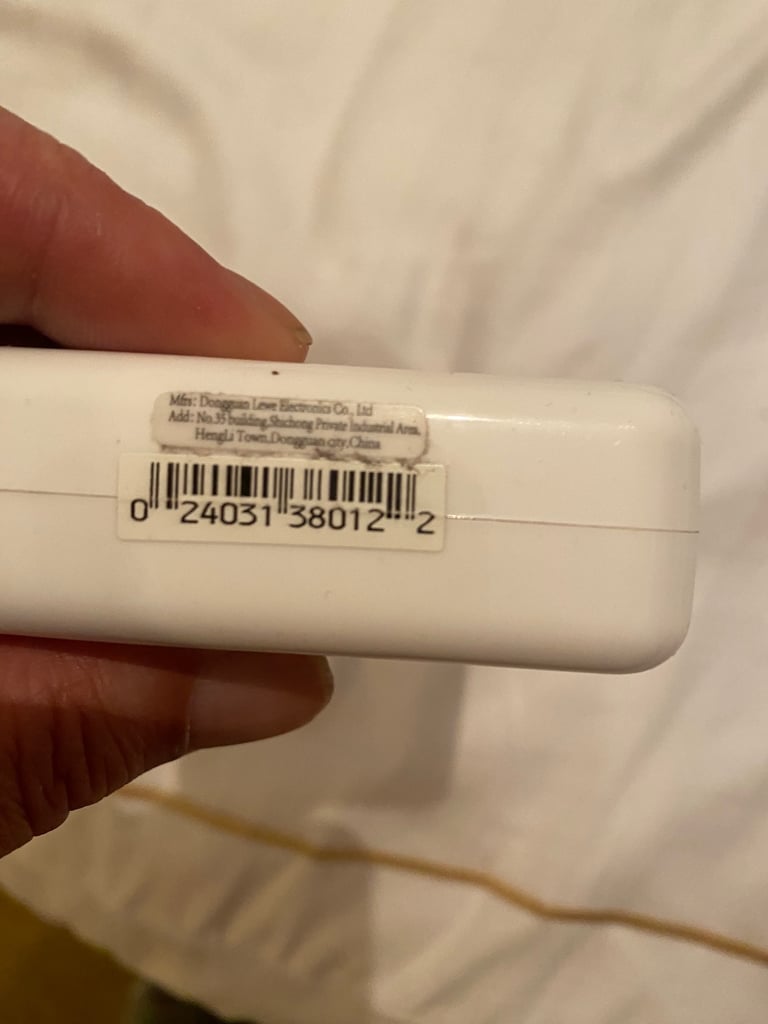 Mfrs: Dongguan Lewe Electronics Co., Ltd
Add: No.35 building,Shichong Private Industrial Area,
HengLi Town,Dongguan city,China
0 24031 38012 2